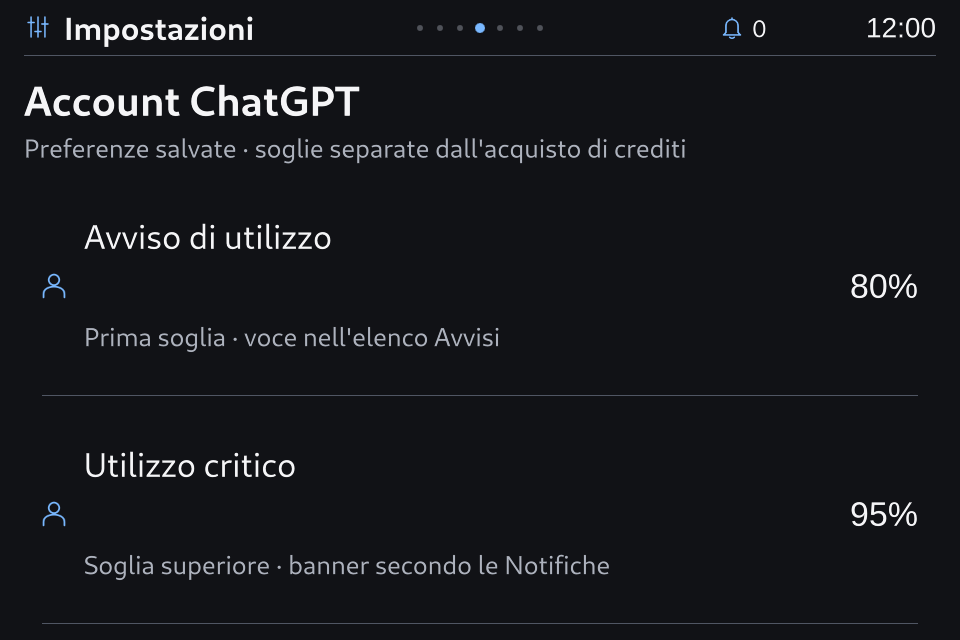 Impostazioni
0
12:00
Account ChatGPT
Preferenze salvate · soglie separate dall'acquisto di crediti
Avviso di utilizzo
80%
Prima soglia · voce nell'elenco Avvisi
Utilizzo critico
95%
Soglia superiore · banner secondo le Notifiche